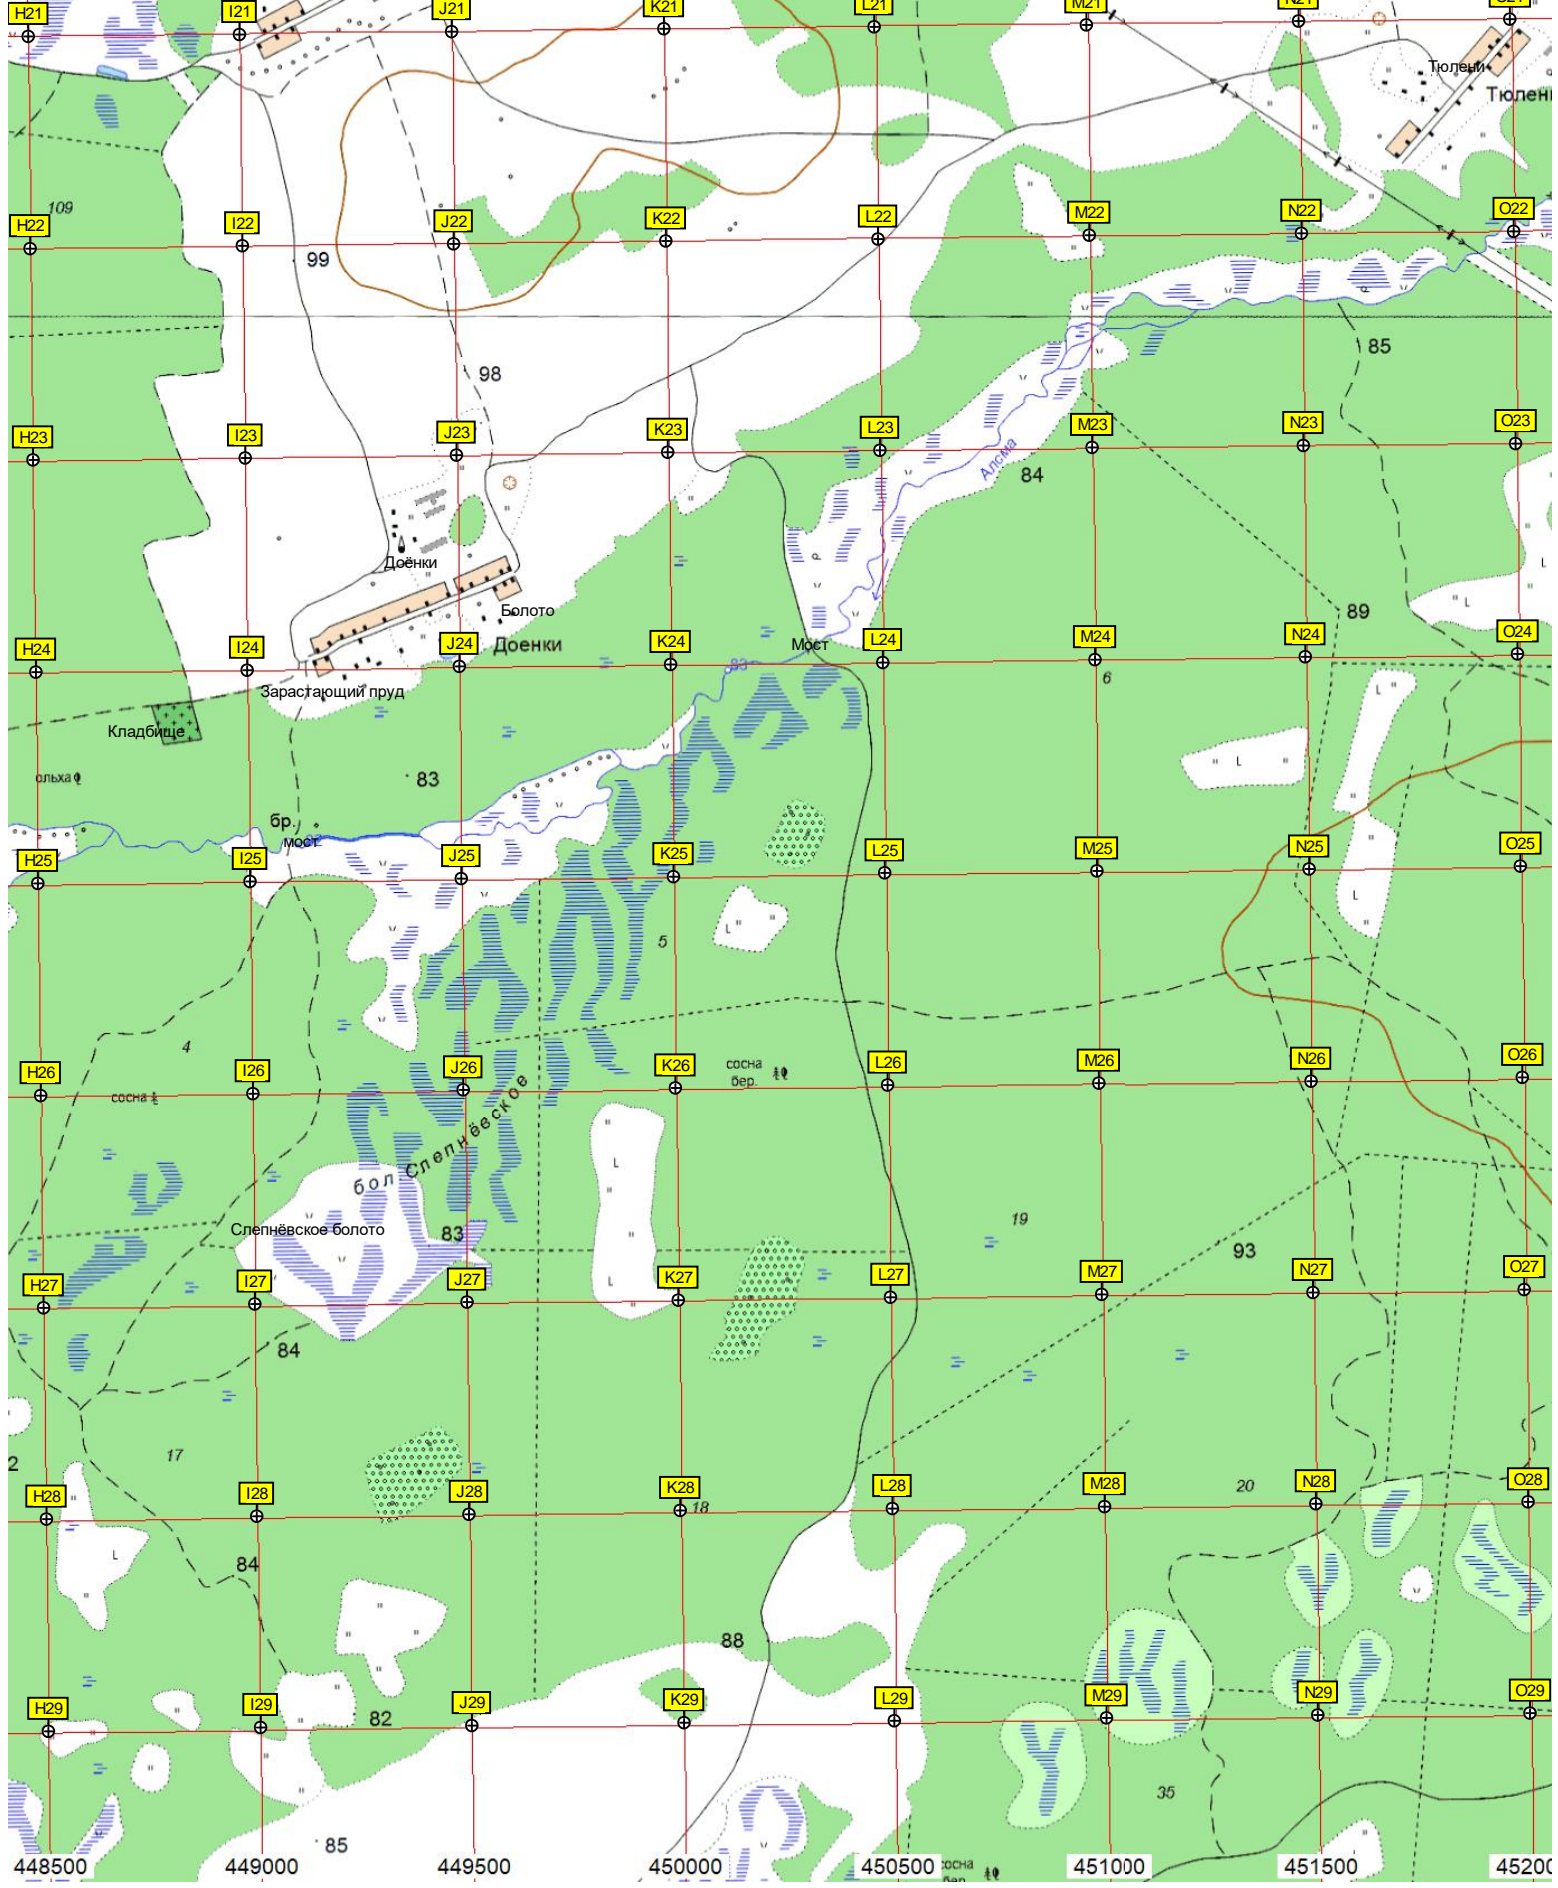 H21 I21 J21 K21 L21 M21 N21
Тюлени
Тюлени
109
H22 I22 J22 K22 L22 M22 N22 O22
99
85
98
H23 I23 J23 K23 L23 M23 N23 O23
Алсма
84
Доёнки
Болото
89
H24 I24 J24 K24 L24 M24 N24 O24
Доенки
Мост
83
6
Зарастающий пруд
Кладбище
ольха
83
бр.
мост
H25 I25 J25 K25 L25 M25 N25 O25
5
4
H26 I26 J26 K26 L26 M26 N26 O26
сосна
бер.
сосна
бол. Слепнёвское
Слепнёвское болото
83
19
93
H27 I27 J27 K27 L27 M27 N27 O27
84
17
2
H28 I28 J28 K28 L28 M28 N28 O28
18
20
84
88
H29 I29 J29 K29 L29 M29 N29 O29
82
35
85
448500 449000 449500 450000 450500 451000 451500 45200
сосна
бер.